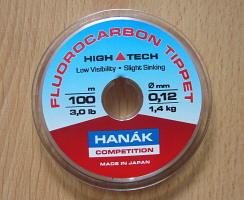 FLUOROCARBON TIPPET
HIGH TECH
Low Visibility • Slight Sinking
m
100
3,0 lb
Ø mm
0,12
1,4 kg
HANÁK
COMPETITION
MADE IN JAPAN